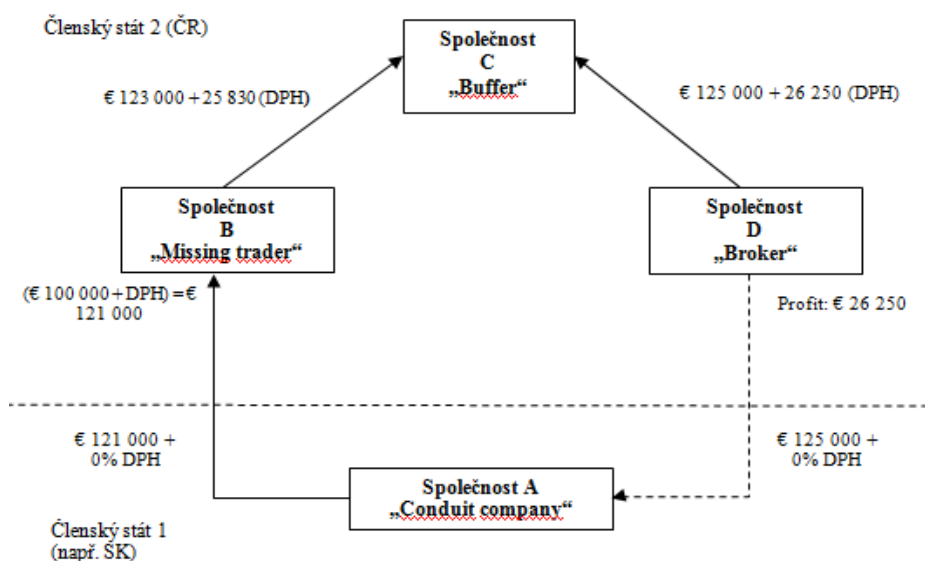 Členský stát 2 (ČR)
Společnost
C
„Buffer“
€ 123 000 + 25 830 (DPH)
€ 125 000 + 26 250 (DPH)
Společnost
B
„Missing trader“
Společnost
D
„Broker“
(€ 100 000 + DPH) = €
121 000
Profit: € 26 250
€ 121 000 +
0% DPH
€ 125 000 +
0% DPH
Společnost A
„Conduit company“
Členský stát 1
(např. SK)